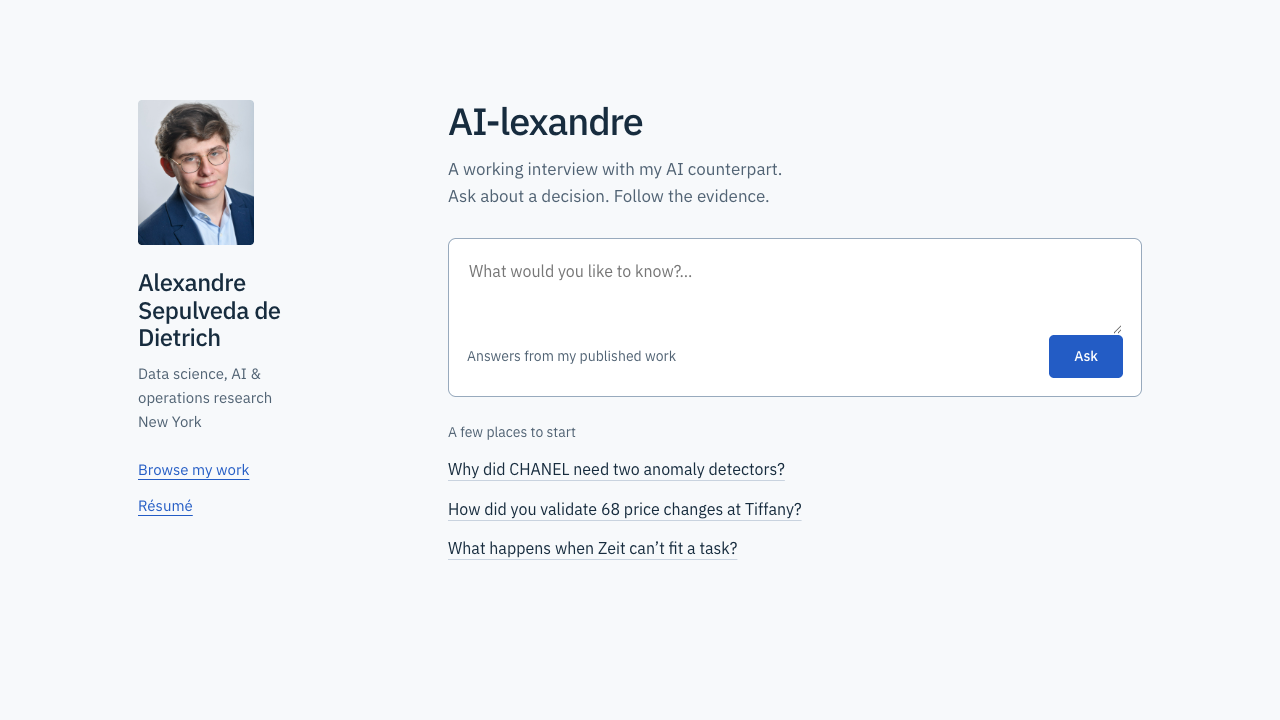 Alexandre
Sepulveda de
Dietrich
Data science, AI &
operations research
New York
Browse my work
Résumé
AI-lexandre
A working interview with my AI counterpart.
Ask about a decision. Follow the evidence.
What would you like to know?...
Answers from my published work
Ask
A few places to start
Why did CHANEL need two anomaly detectors?
How did you validate 68 price changes at Tiffany?
What happens when Zeit can’t fit a task?